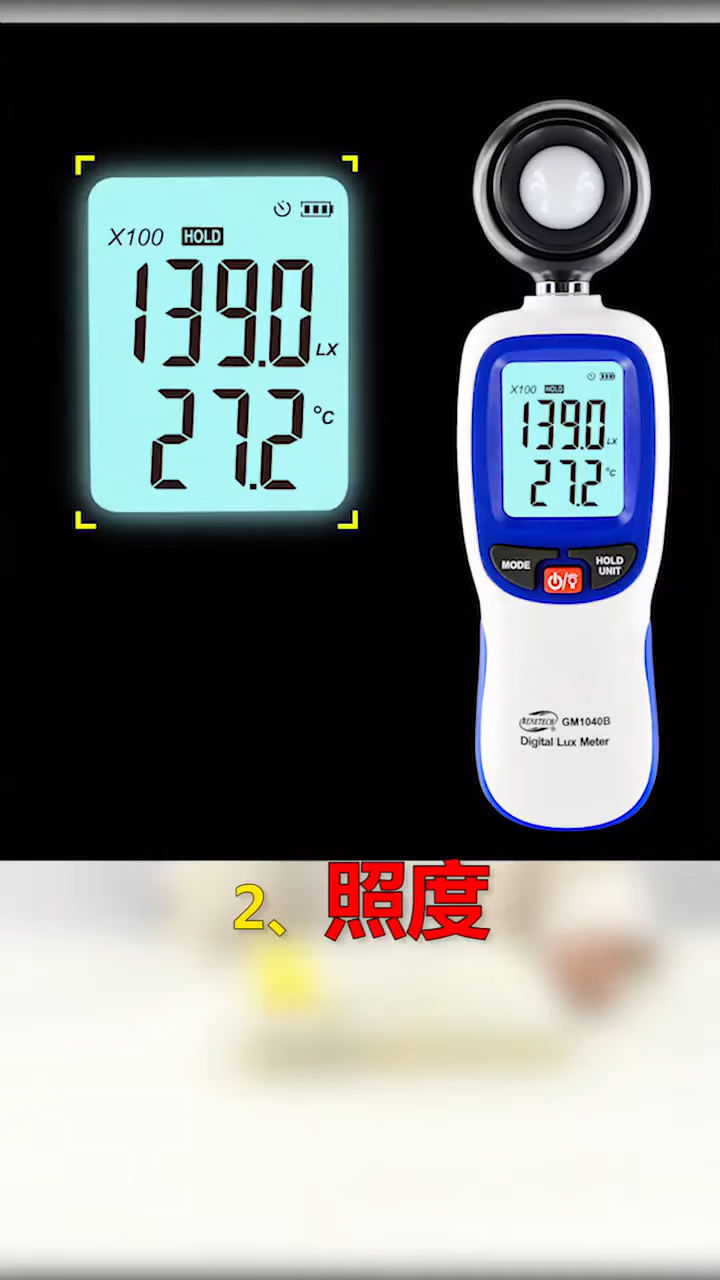 X100 HOLD
139.0 LX
27.2 °C
X100 HOLD
139.0 LX
27.2 °C
MODE
HOLD
UNIT
BENETECH
® GM1040B
Digital Lux Meter
2、照度